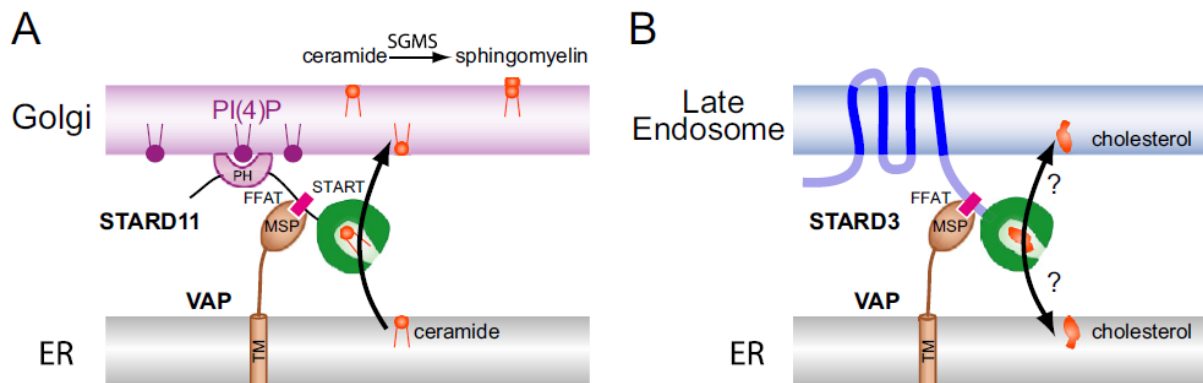 A
SGMS
ceramide sphingomyelin
Golgi
PI(4)P
PH
START
FFAT
STARD11
MSP
VAP
ceramide
TM
ER
B
Late
Endosome
cholesterol
?
FFAT
STARD3
MSP
?
VAP
cholesterol
TM
ER